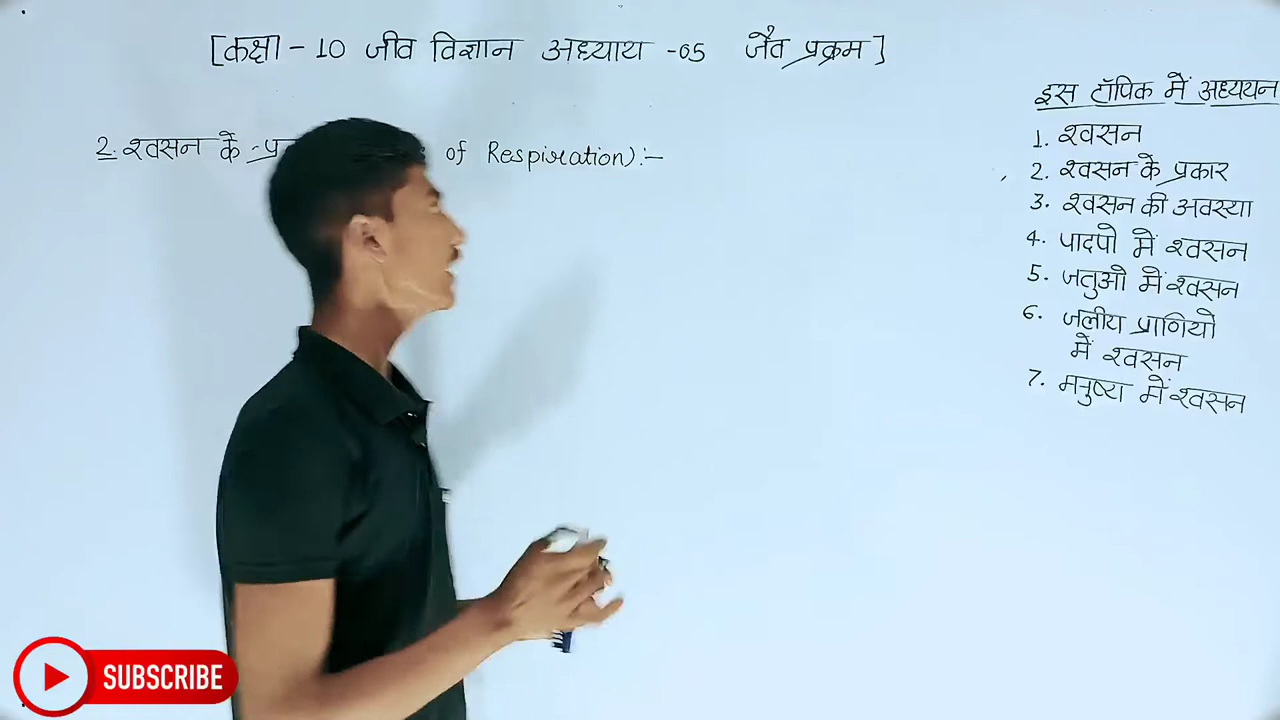 [कक्षा - 10 जीव विज्ञान अध्याय -05 जैव प्रक्रम]
2. श्वसन के of Respiration):-
इस टॉपिक में अध्ययन
1. श्वसन
2. श्वसन के प्रकार
3. श्वसन की अवस्था
4. पादपो में श्वसन
5. जतुओ में श्वसन
6. जलीय प्राणियो
में श्वसन
7. मनुष्य में श्वसन
SUBSCRIBE